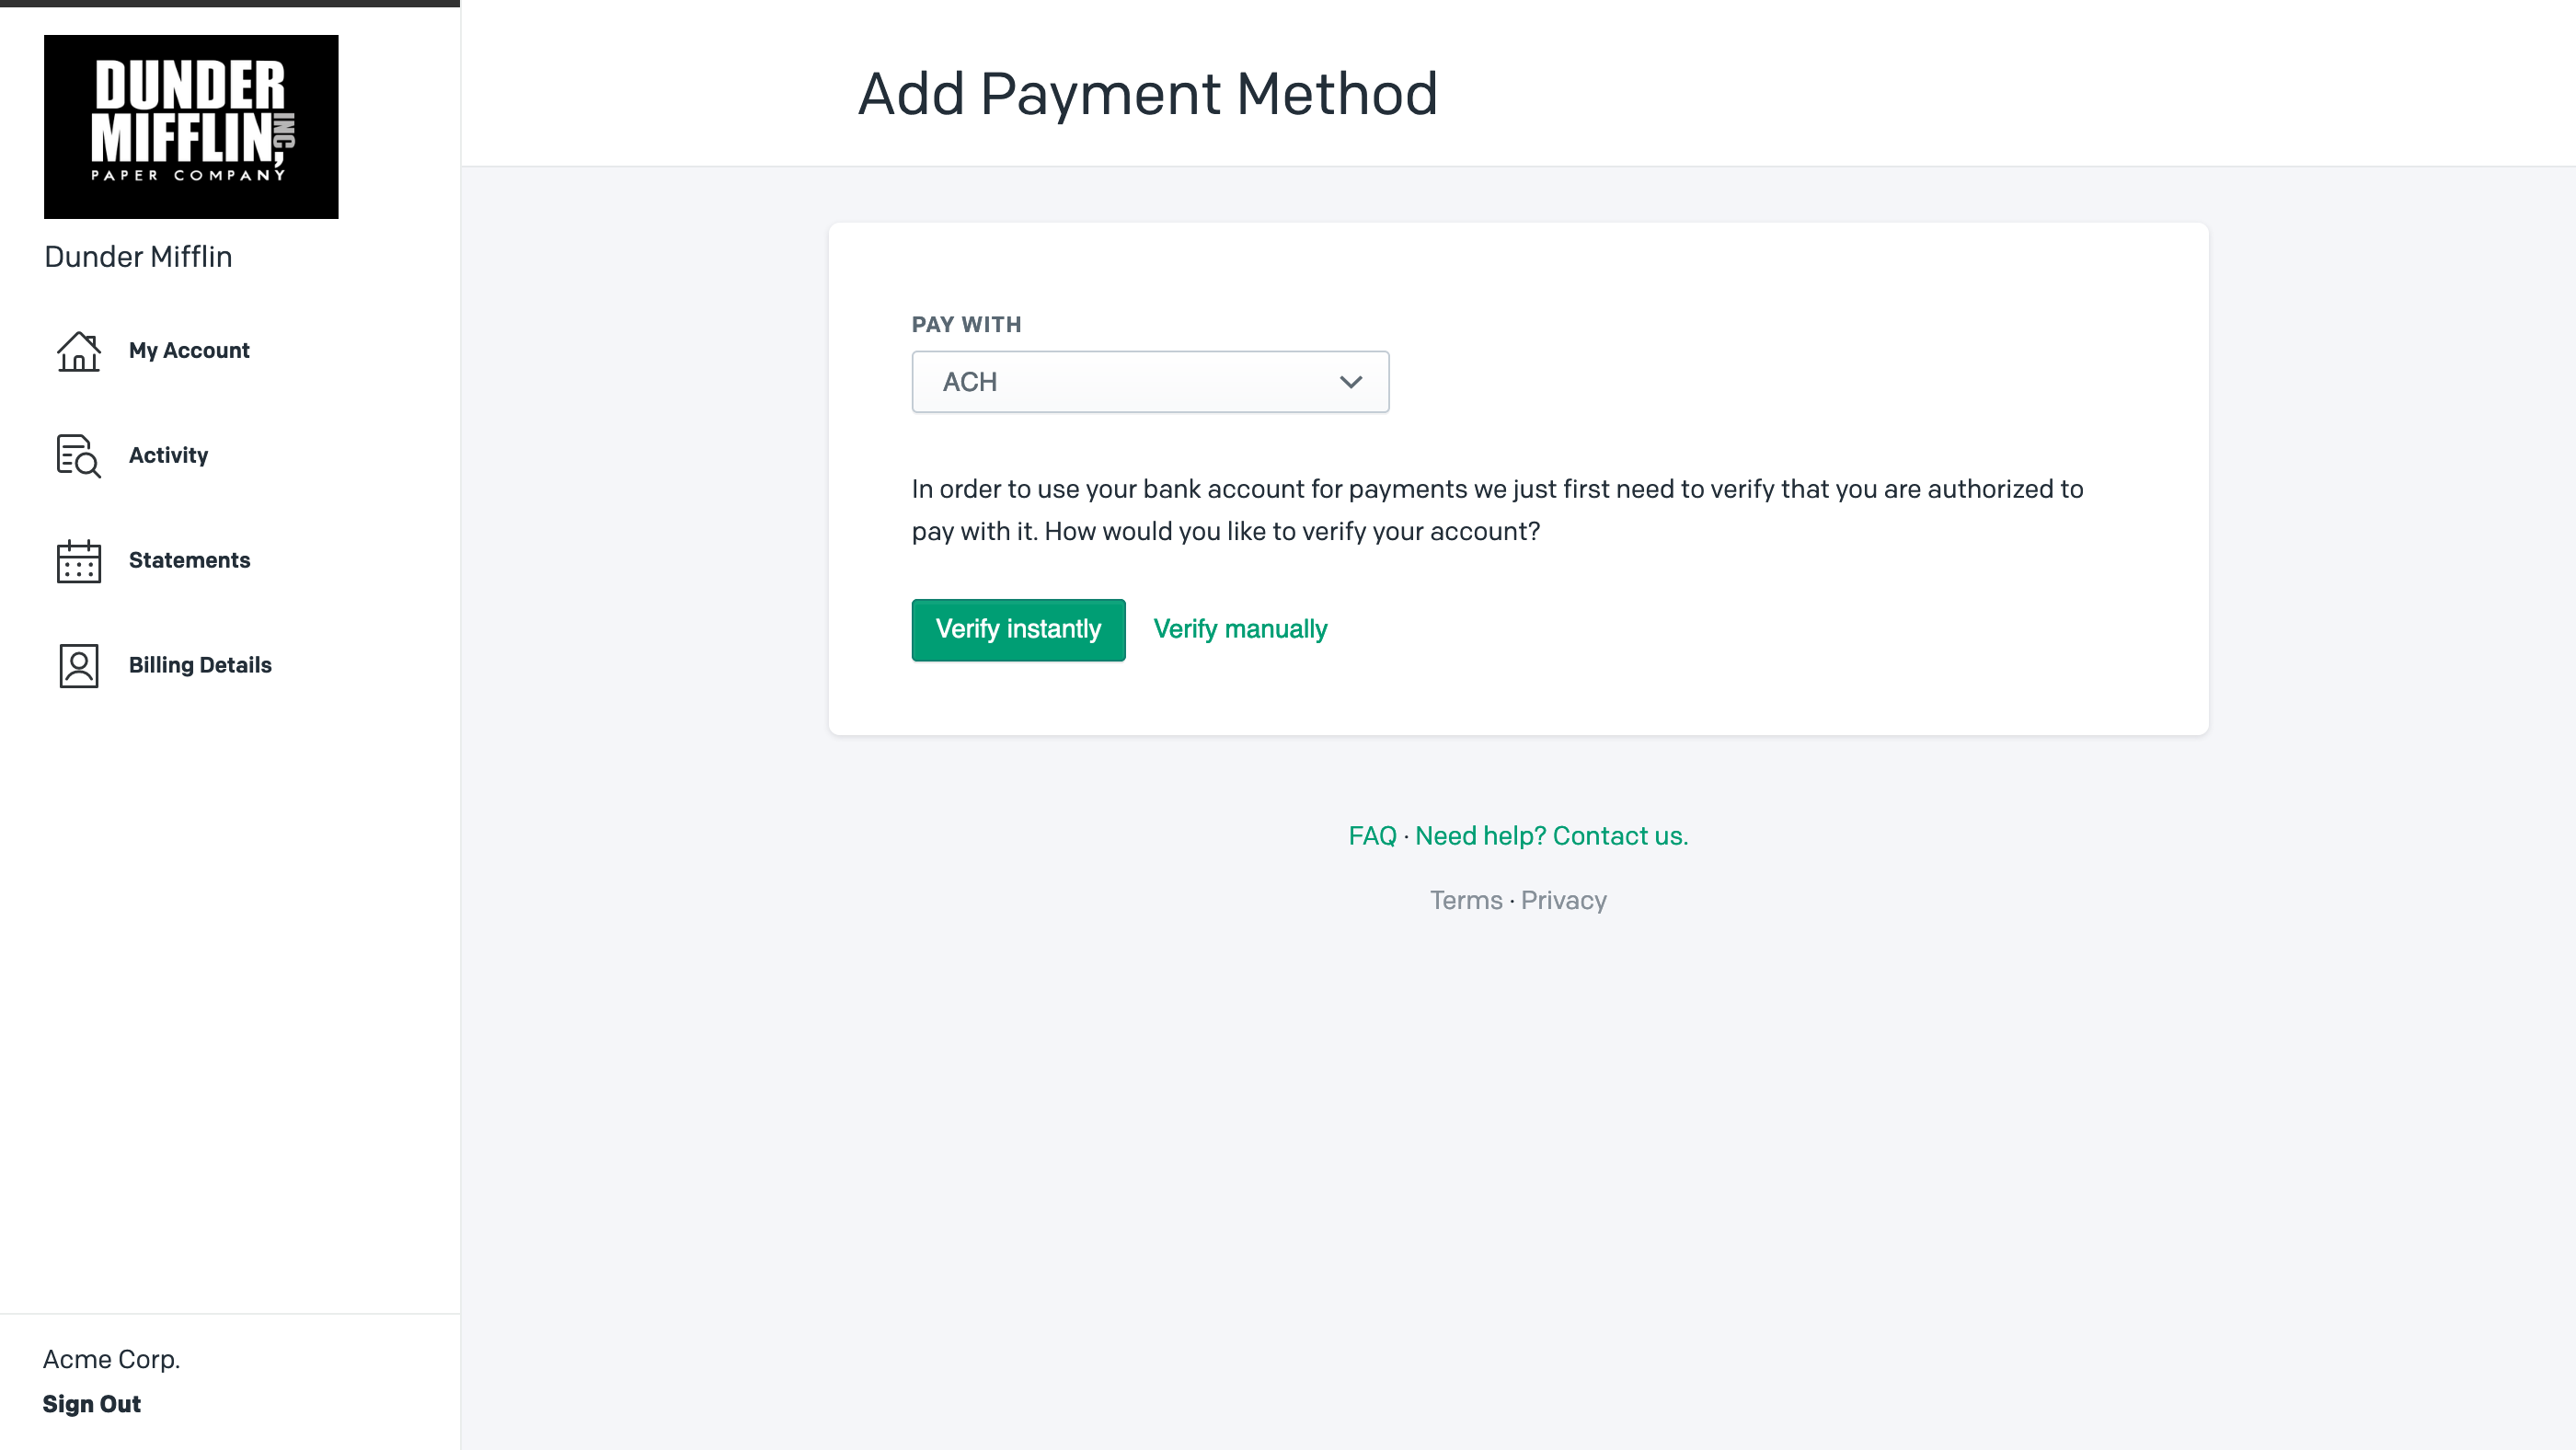 DUNDER
MIFFLIN, INC
PAPER COMPANY
Dunder Mifflin
My Account
Activity
Statements
Billing Details
Acme Corp.
Sign Out
Add Payment Method
PAY WITH
ACH
In order to use your bank account for payments we just first need to verify that you are authorized to
pay with it. How would you like to verify your account?
Verify instantly Verify manually
FAQ · Need help? Contact us.
Terms · Privacy